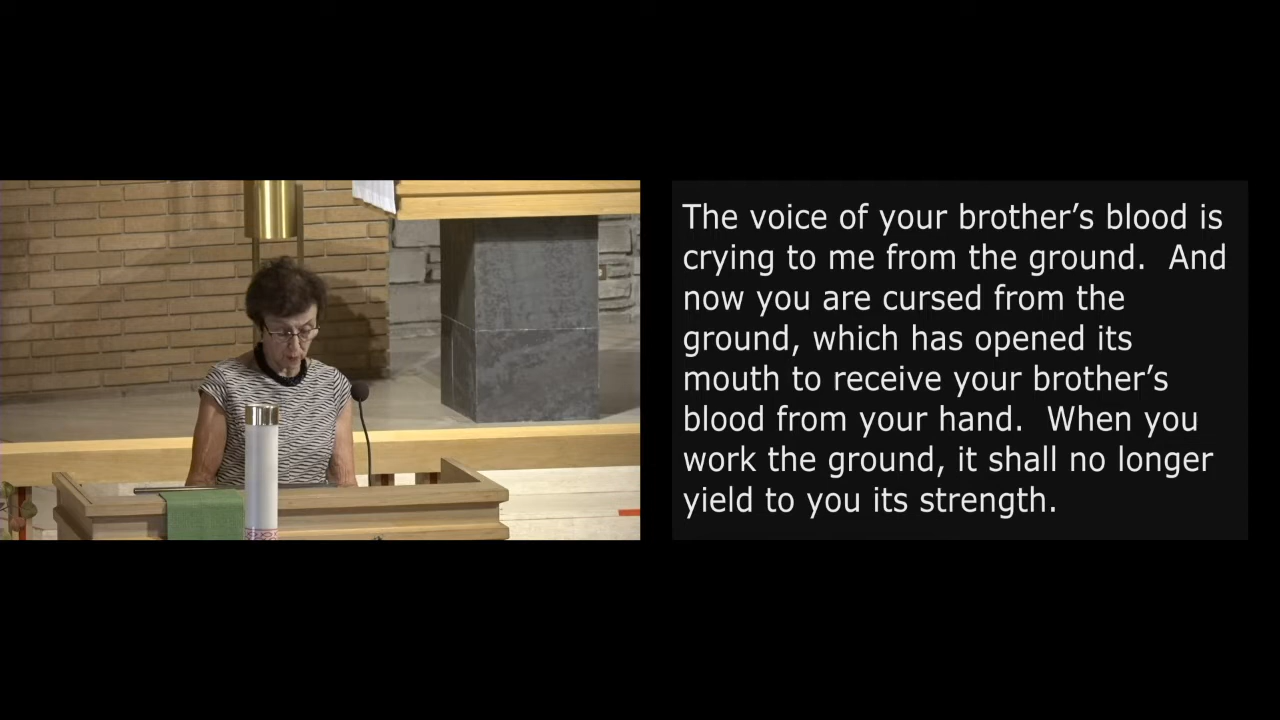 The voice of your brother’s blood is
crying to me from the ground.  And
now you are cursed from the
ground, which has opened its
mouth to receive your brother’s
blood from your hand.  When you
work the ground, it shall no longer
yield to you its strength.